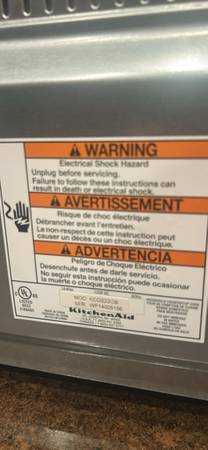 WARNING
Electrical Shock Hazard
Unplug before servicing.
Failure to follow these instructions can
result in death or electrical shock.
AVERTISSEMENT
Risque de choc électrique
Débrancher avant l'entretien.
Le non-respect de cette instruction peut
causer un décès ou un choc électrique.
ADVERTENCIA
Peligro de Choque Eléctrico
Desenchufe antes de darle servicio.
No seguir esta instrucción puede ocasionar
la muerte o choque eléctrico.
UL
LISTED
KitchenAid